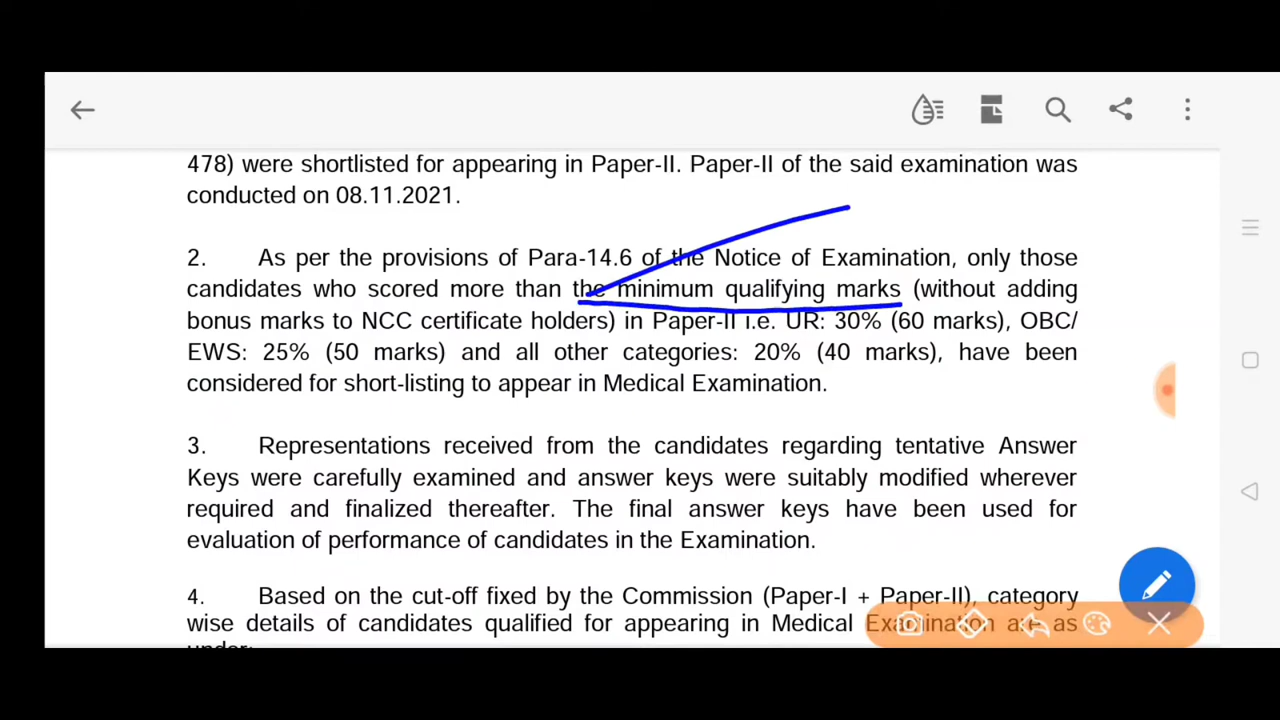 478) were shortlisted for appearing in Paper-II. Paper-II of the said examination was
conducted on 08.11.2021.
2. As per the provisions of Para-14.6 of the Notice of Examination, only those
candidates who scored more than the minimum qualifying marks (without adding
bonus marks to NCC certificate holders) in Paper-II i.e. UR: 30% (60 marks), OBC/
EWS: 25% (50 marks) and all other categories: 20% (40 marks), have been
considered for short-listing to appear in Medical Examination.
3. Representations received from the candidates regarding tentative Answer
Keys were carefully examined and answer keys were suitably modified wherever
required and finalized thereafter. The final answer keys have been used for
evaluation of performance of candidates in the Examination.
4. Based on the cut-off fixed by the Commission (Paper-I + Paper-II), category
wise details of candidates qualified for appearing in Medical Examination are as
under: